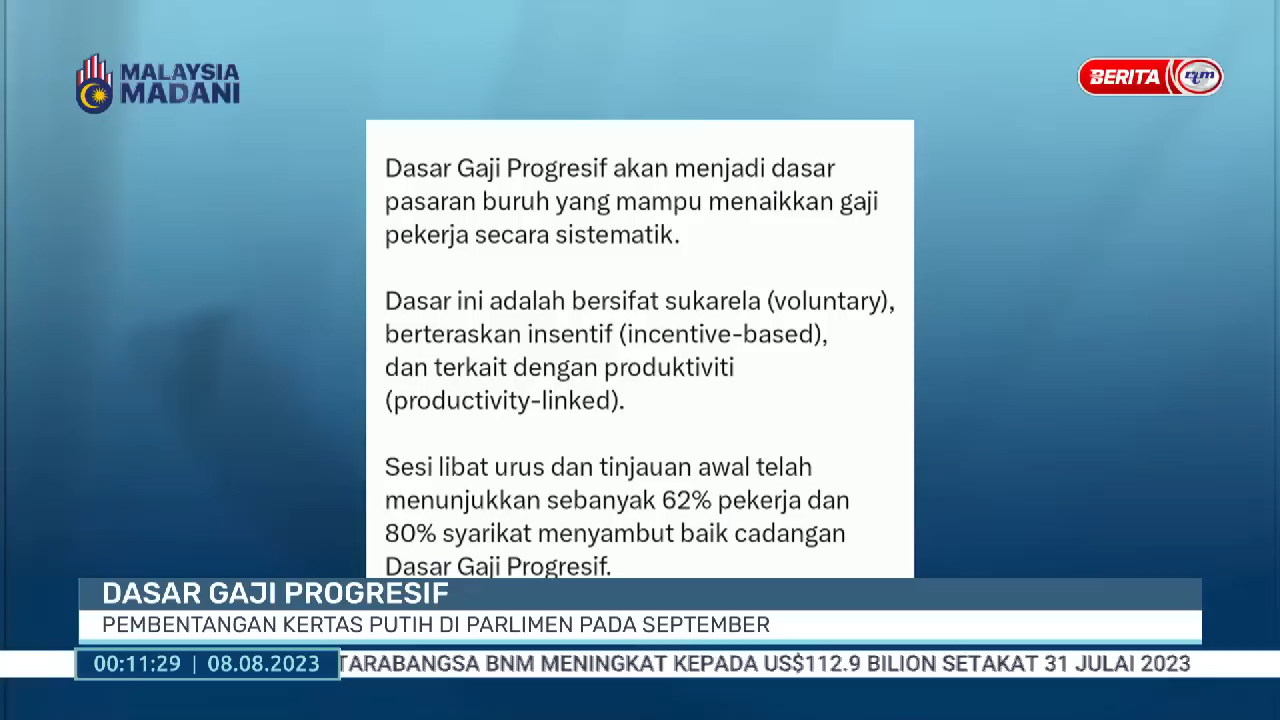 MALAYSIA
MADANI
BERITA rtm
Dasar Gaji Progresif akan menjadi dasar
pasaran buruh yang mampu menaikkan gaji
pekerja secara sistematik.
Dasar ini adalah bersifat sukarela (voluntary),
berteraskan insentif (incentive-based),
dan terkait dengan produktiviti
(productivity-linked).
Sesi libat urus dan tinjauan awal telah
menunjukkan sebanyak 62% pekerja dan
80% syarikat menyambut baik cadangan
Dasar Gaji Progresif.
DASAR GAJI PROGRESIF
PEMBENTANGAN KERTAS PUTIH DI PARLIMEN PADA SEPTEMBER
00:11:29 | 08.08.2023 TARABANGSA BNM MENINGKAT KEPADA US$112.9 BILION SETAKAT 31 JULAI 2023